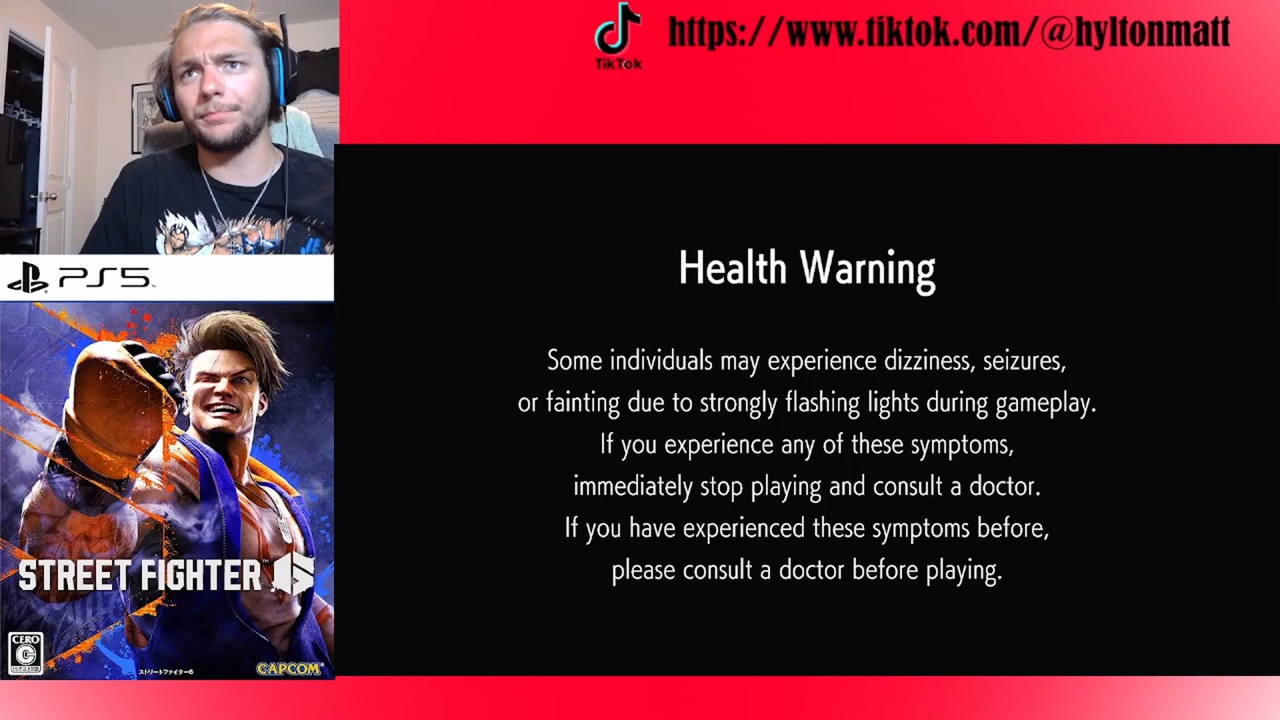 TikTok
https://www.tiktok.com/@hyltonmatt
PS5
Health Warning
Some individuals may experience dizziness, seizures,
or fainting due to strongly flashing lights during gameplay.
If you experience any of these symptoms,
immediately stop playing and consult a doctor.
If you have experienced these symptoms before,
please consult a doctor before playing.
STREET FIGHTER 6
CERO
C
ストリートファイター6
CAPCOM